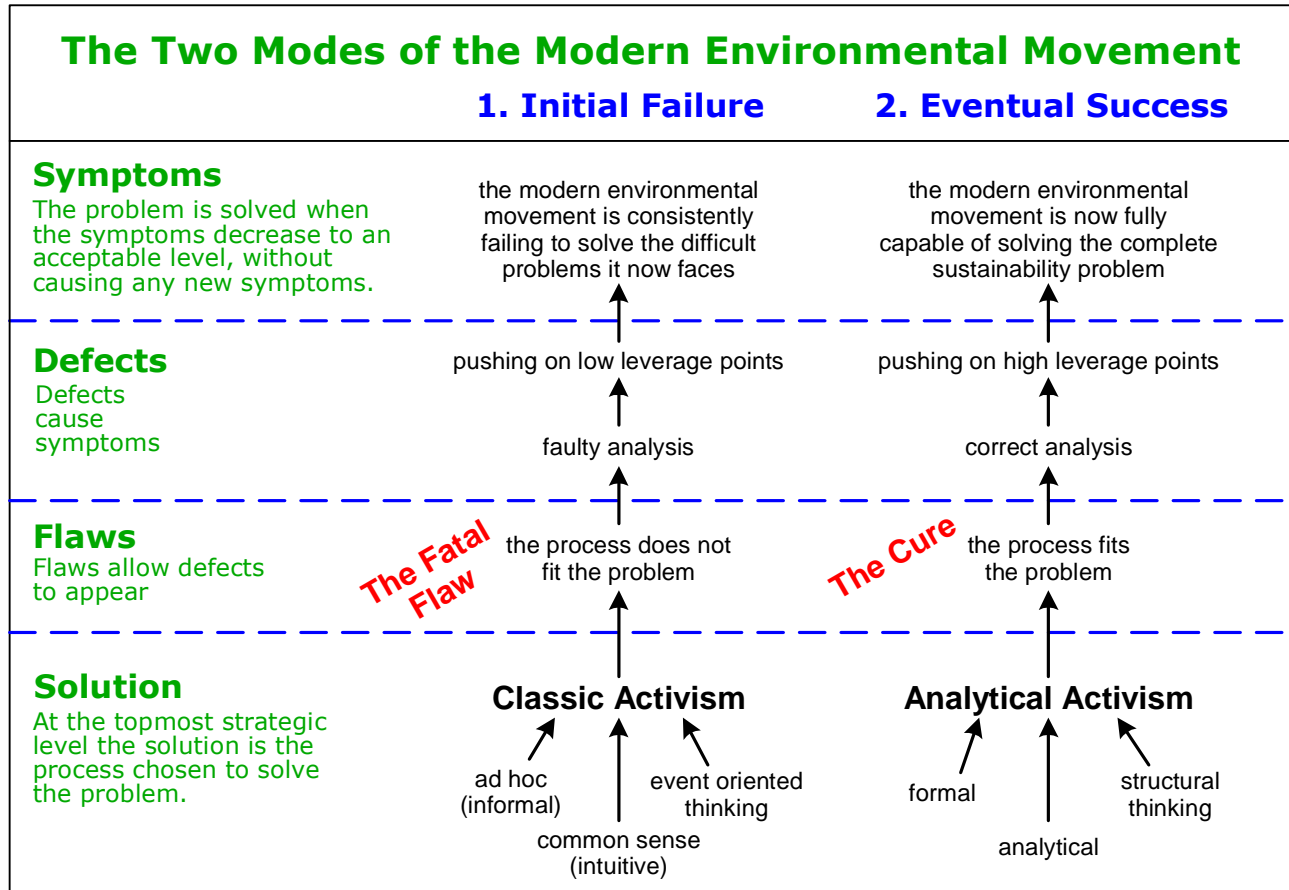 The Two Modes of the Modern Environmental Movement
1. Initial Failure
2. Eventual Success
Symptoms
The problem is solved when
the symptoms decrease to an
acceptable level, without
causing any new symptoms.
the modern environmental
movement is consistently
failing to solve the difficult
problems it now faces
the modern environmental
movement is now fully
capable of solving the complete
sustainability problem
Defects
Defects
cause
symptoms
pushing on low leverage points
pushing on high leverage points
faulty analysis
correct analysis
Flaws
Flaws allow defects
to appear
The Fatal
Flaw
the process does not
fit the problem
The Cure
the process fits
the problem
Solution
At the topmost strategic
level the solution is the
process chosen to solve
the problem.
Classic Activism
Analytical Activism
ad hoc
(informal)
common sense
(intuitive)
event oriented
thinking
formal
analytical
structural
thinking